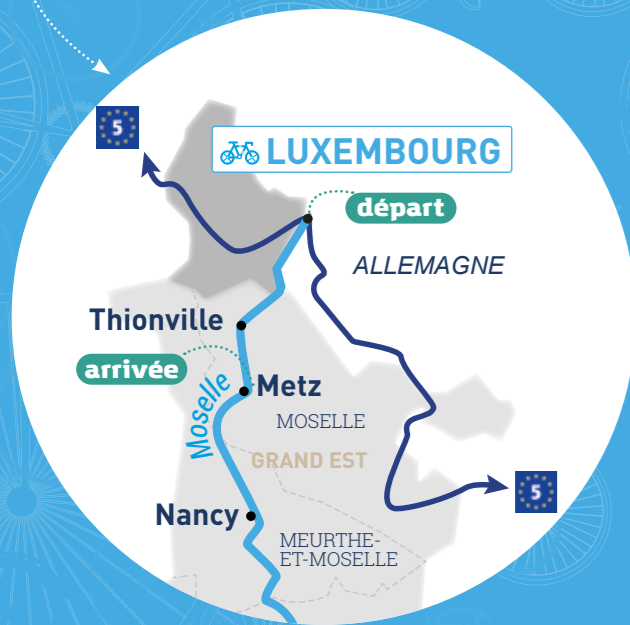 5
LUXEMBOURG
départ
ALLEMAGNE
Thionville
arrivée
Moselle
Metz
MOSELLE
GRAND EST
5
Nancy
MEURTHE-
ET-MOSELLE